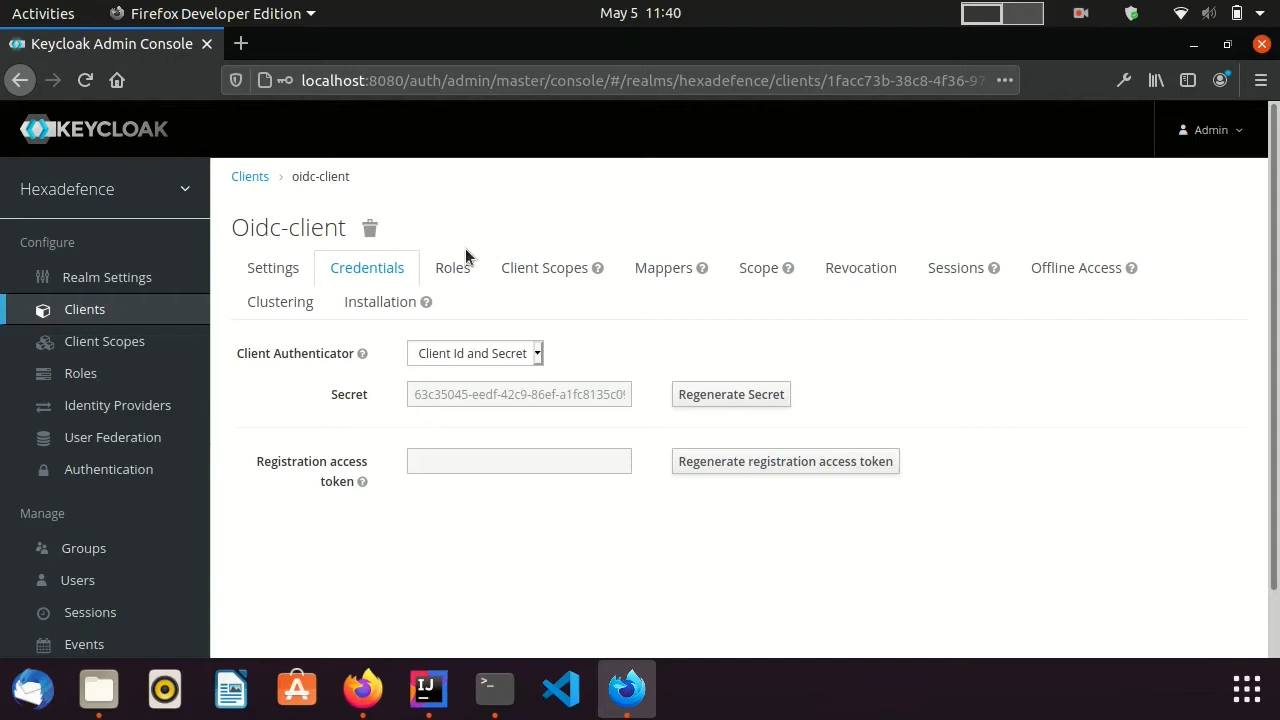 Activities Firefox Developer Edition May 5 11:40
Keycloak Admin Console
localhost:8080/auth/admin/master/console/#/realms/hexadefence/clients/1facc73b-38c8-4f36-97
KEYCLOAK Admin
Hexadefence
Configure
Realm Settings
Clients
Client Scopes
Roles
Identity Providers
User Federation
Authentication
Manage
Groups
Users
Sessions
Events
Clients › oidc-client
Oidc-client
Settings Credentials Roles Client Scopes Mappers Scope Revocation Sessions Offline Access
Clustering Installation
Client Authenticator Client Id and Secret
Secret 63c35045-eedf-42c9-86ef-a1fc8135c0 Regenerate Secret
Registration access Regenerate registration access token
token
IJ